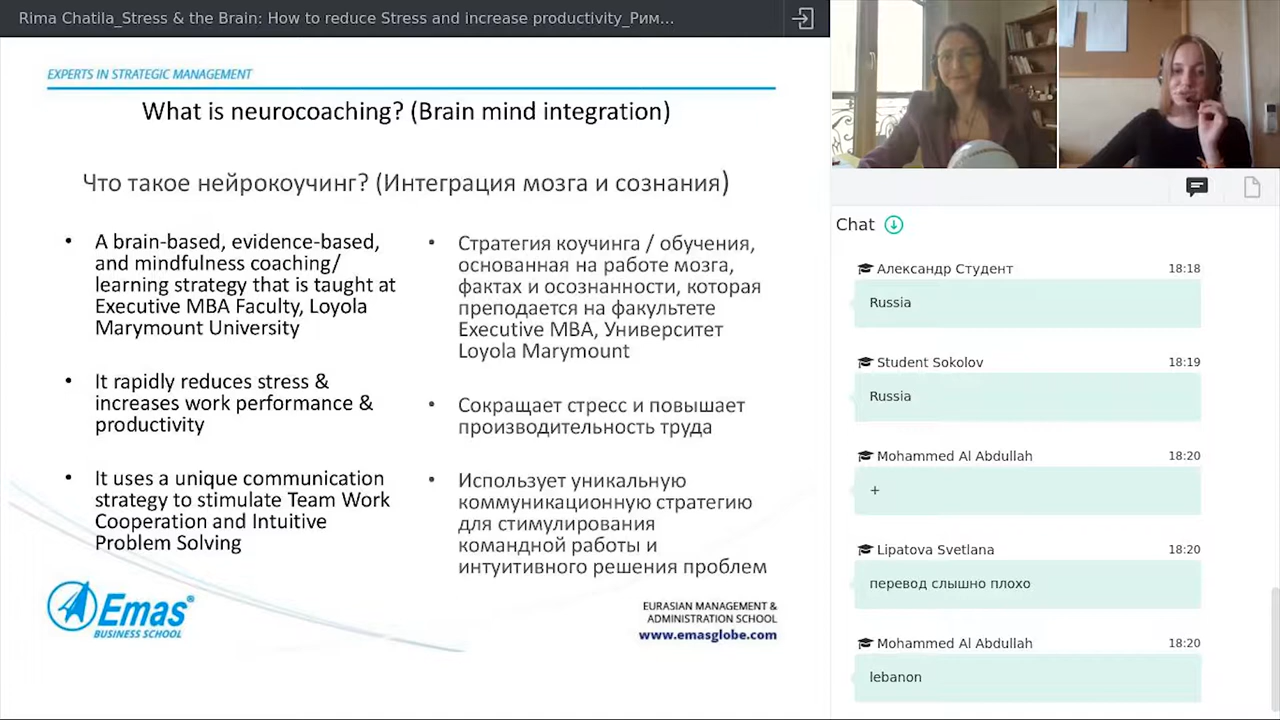 Rima Chatila_Stress & the Brain: How to reduce Stress and increase productivity_Рим...
EXPERTS IN STRATEGIC MANAGEMENT
What is neurocoaching? (Brain mind integration)
Что такое нейрокоучинг? (Интеграция мозга и сознания)
• A brain-based, evidence-based,
and mindfulness coaching/
learning strategy that is taught at
Executive MBA Faculty, Loyola
Marymount University
• It rapidly reduces stress &
increases work performance &
productivity
• It uses a unique communication
strategy to stimulate Team Work
Cooperation and Intuitive
Problem Solving
• Стратегия коучинга / обучения,
основанная на работе мозга,
фактах и осознанности, которая
преподается на факультете
Executive MBA, Университет
Loyola Marymount
• Сокращает стресс и повышает
производительность труда
• Использует уникальную
коммуникационную стратегию
для стимулирования
командной работы и
интуитивного решения проблем
Emas
BUSINESS SCHOOL
EURASIAN MANAGEMENT &
ADMINISTRATION SCHOOL
www.emasglobe.com
Chat
Александр Студент 18:18
Russia
Student Sokolov 18:19
Russia
Mohammed Al Abdullah 18:20
+
Lipatova Svetlana 18:20
перевод слышно плохо
Mohammed Al Abdullah 18:20
lebanon